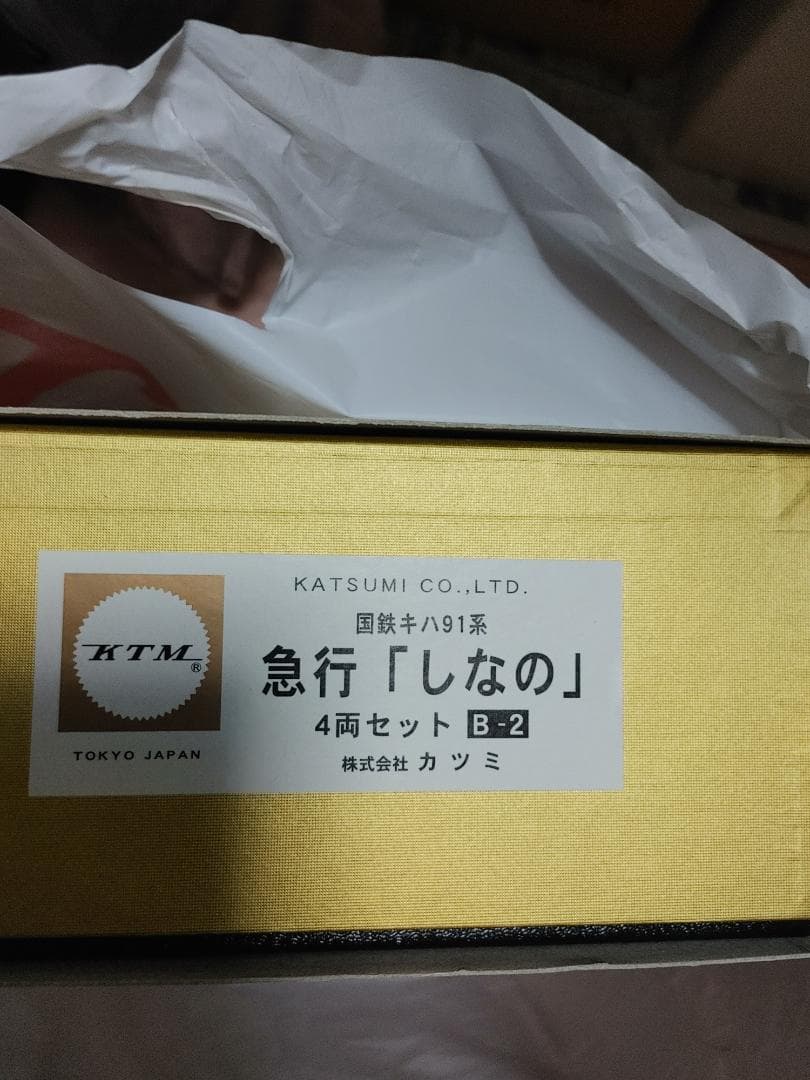 KTM®
TOKYO JAPAN
KATSUMI CO.,LTD.
国鉄キハ91系
急行「しなの」
4両セット B-2
株式会社 カツミ